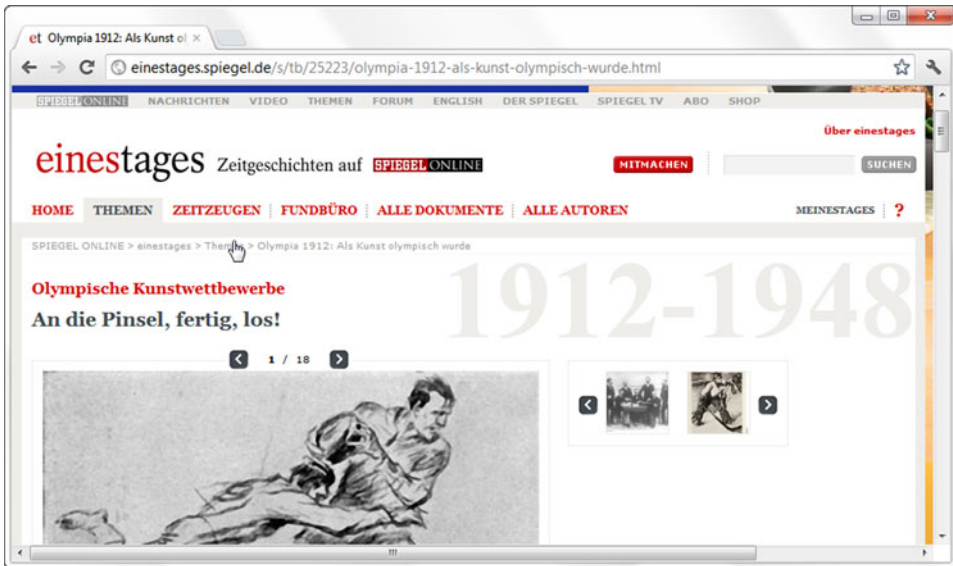 et Olympia 1912: Als Kunst ol ×
einestages.spiegel.de/s/tb/25223/olympia-1912-als-kunst-olympisch-wurde.html
SPIEGEL ONLINE NACHRICHTEN VIDEO THEMEN FORUM ENGLISH DER SPIEGEL SPIEGEL TV ABO SHOP
Über einestages
einestages Zeitgeschichten auf SPIEGEL ONLINE MITMACHEN SUCHEN
HOME THEMEN ZEITZEUGEN FUNDBÜRO ALLE DOKUMENTE ALLE AUTOREN MEINESTAGES ?
SPIEGEL ONLINE > einestages > Themen > Olympia 1912: Als Kunst olympisch wurde
1912-1948
Olympische Kunstwettbewerbe
An die Pinsel, fertig, los!
1 / 18